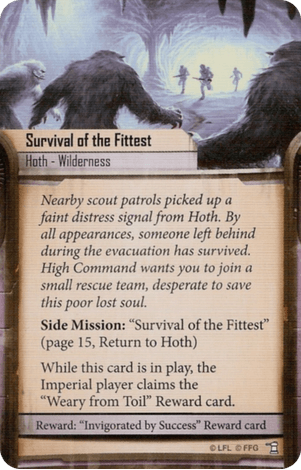 Survival of the Fittest
Hoth - Wilderness
Nearby scout patrols picked up a
faint distress signal from Hoth. By
all appearances, someone left behind
during the evacuation has survived.
High Command wants you to join a
small rescue team, desperate to save
this poor lost soul.
Side Mission: “Survival of the Fittest”
(page 15, Return to Hoth)
While this card is in play, the
Imperial player claims the
“Weary from Toil” Reward card.
Reward: “Invigorated by Success” Reward card
© LFL © FFG